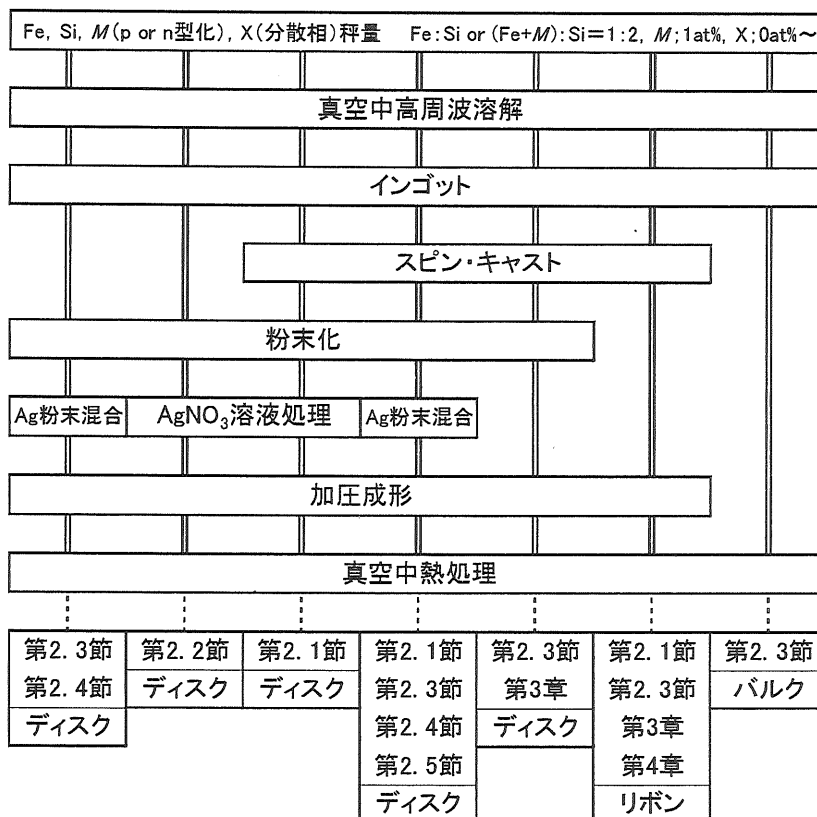 Fe, Si, M(p or n型化), X(分散相)秤量 Fe:Si or (Fe+M):Si=1:2, M;1at%, X;0at%~
真空中高周波溶解
インゴット
スピン・キャスト
粉末化
Ag粉末混合 AgNO₃溶液処理 Ag粉末混合
加圧成形
真空中熱処理
第2.3節 第2.2節 第2.1節 第2.1節 第2.3節 第2.1節 第2.3節
第2.4節 ディスク ディスク 第2.3節 第3章 第2.3節 バルク
ディスク 第2.4節 ディスク 第3章
第2.5節 第4章
ディスク リボン